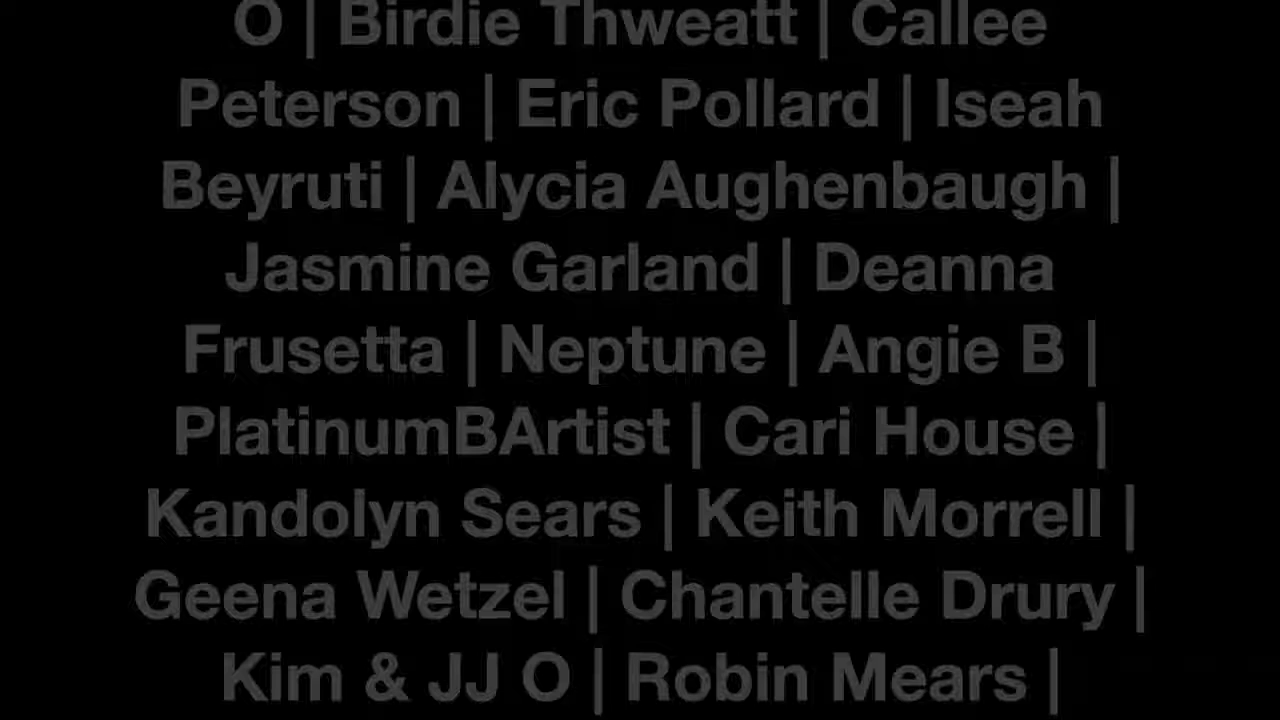 O | Birdie Thweatt | Callee
Peterson | Eric Pollard | Iseah
Beyruti | Alycia Aughenbaugh |
Jasmine Garland | Deanna
Frusetta | Neptune | Angie B |
PlatinumBArtist | Cari House |
Kandolyn Sears | Keith Morrell |
Geena Wetzel | Chantelle Drury |
Kim & JJ O | Robin Mears |